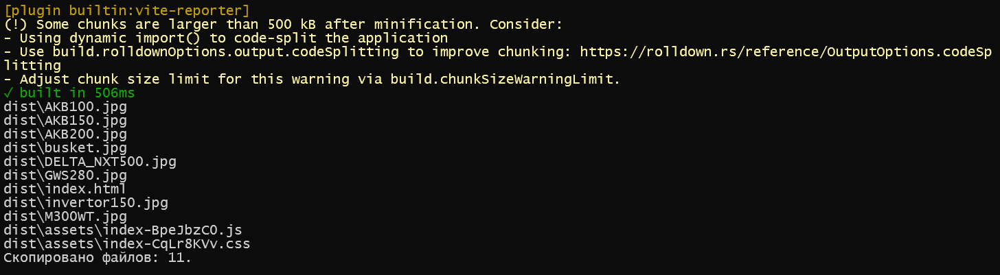 [plugin builtin:vite-reporter]
(!) Some chunks are larger than 500 kB after minification. Consider:
- Using dynamic import() to code-split the application
- Use build.rolldownOptions.output.codeSplitting to improve chunking: https://rolldown.rs/reference/OutputOptions.codeSp
litting
- Adjust chunk size limit for this warning via build.chunkSizeWarningLimit.
✓ built in 506ms
dist\AKB100.jpg
dist\AKB150.jpg
dist\AKB200.jpg
dist\busket.jpg
dist\DELTA_NXT500.jpg
dist\GWS280.jpg
dist\index.html
dist\invertor150.jpg
dist\M300WT.jpg
dist\assets\index-BpeJbzC0.js
dist\assets\index-CqLr8KVv.css
Скопировано файлов: 11.